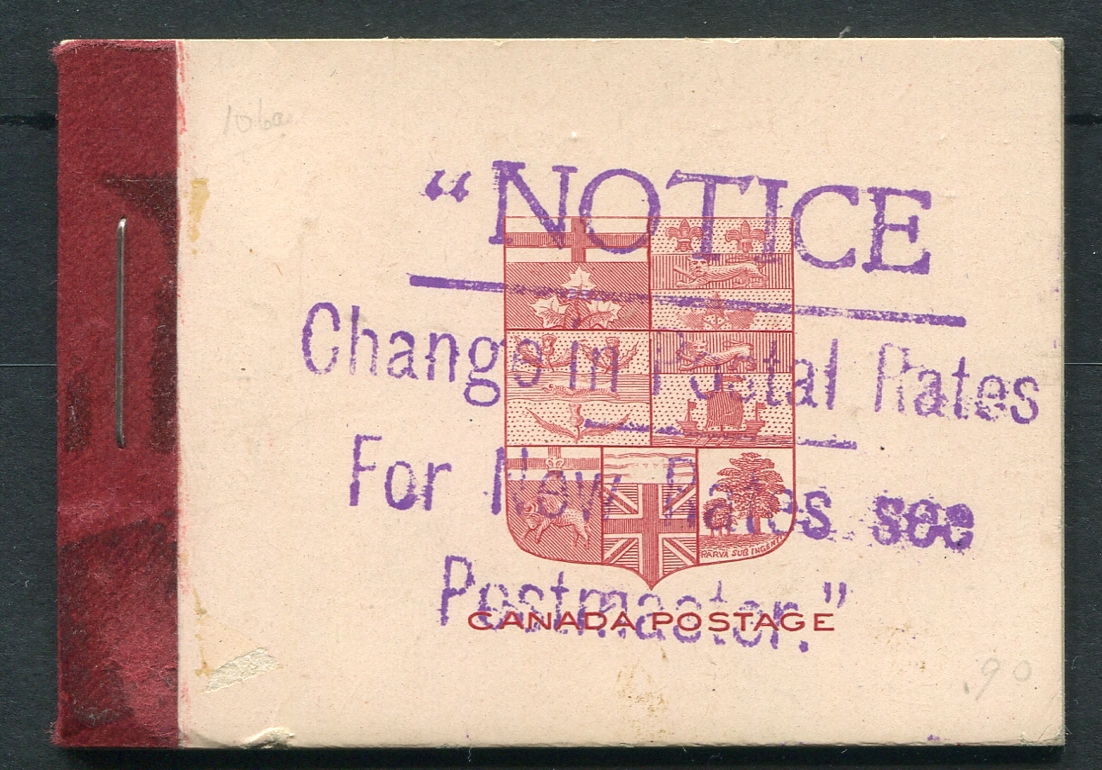 106a
“NOTICE
Change in Postal Rates
For New Rates see
PARVA SUB INGENTI
Postmaster.”
CANADA POSTAGE
.90